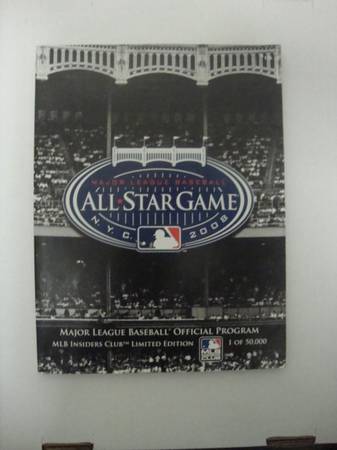 MAJOR LEAGUE BASEBALL
ALL★STAR GAME
N.Y.C. 2008
MAJOR LEAGUE BASEBALL® OFFICIAL PROGRAM
MLB INSIDERS CLUB™ LIMITED EDITION 1 OF 50,000